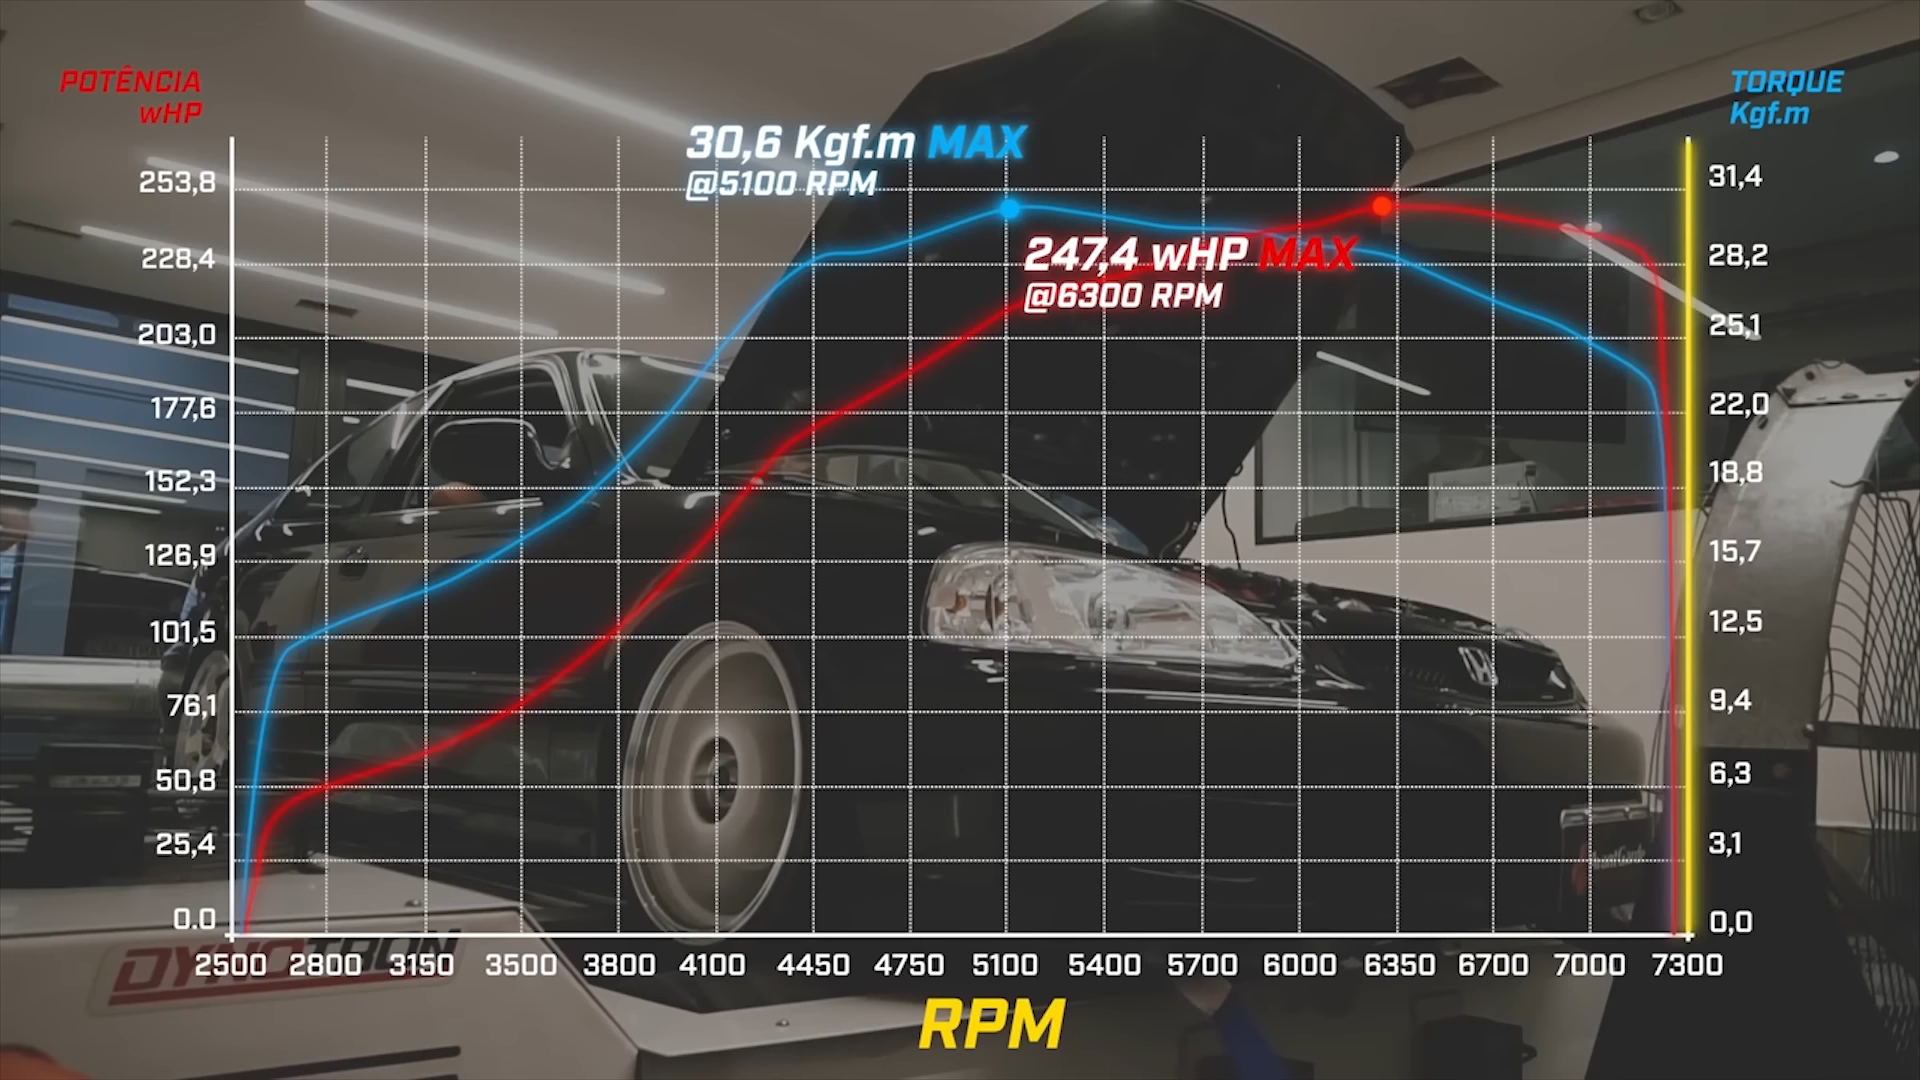 POTÊNCIA
wHP
TORQUE
Kgf.m
30,6 Kgf.m MAX
@5100 RPM
247,4 wHP MAX
@6300 RPM
253,8
228,4
203,0
177,6
152,3
126,9
101,5
76,1
50,8
25,4
0.0
31,4
28,2
25,1
22,0
18,8
15,7
12,5
9,4
6,3
3,1
0,0
DYNOTRON
2500 2800 3150 3500 3800 4100 4450 4750 5100 5400 5700 6000 6350 6700 7000 7300
RPM